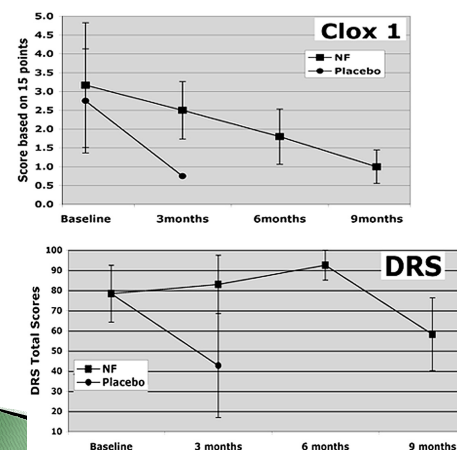 Clox 1
5.0
4.5
4.0
3.5
3.0
2.5
2.0
1.5
1.0
0.5
0.0
Score based on 15 points
NF
Placebo
Baseline 3months 6months 9months
DRS
100
90
80
70
60
50
40
30
20
10
DRS Total Scores
NF
Placebo
Baseline 3 months 6 months 9 months